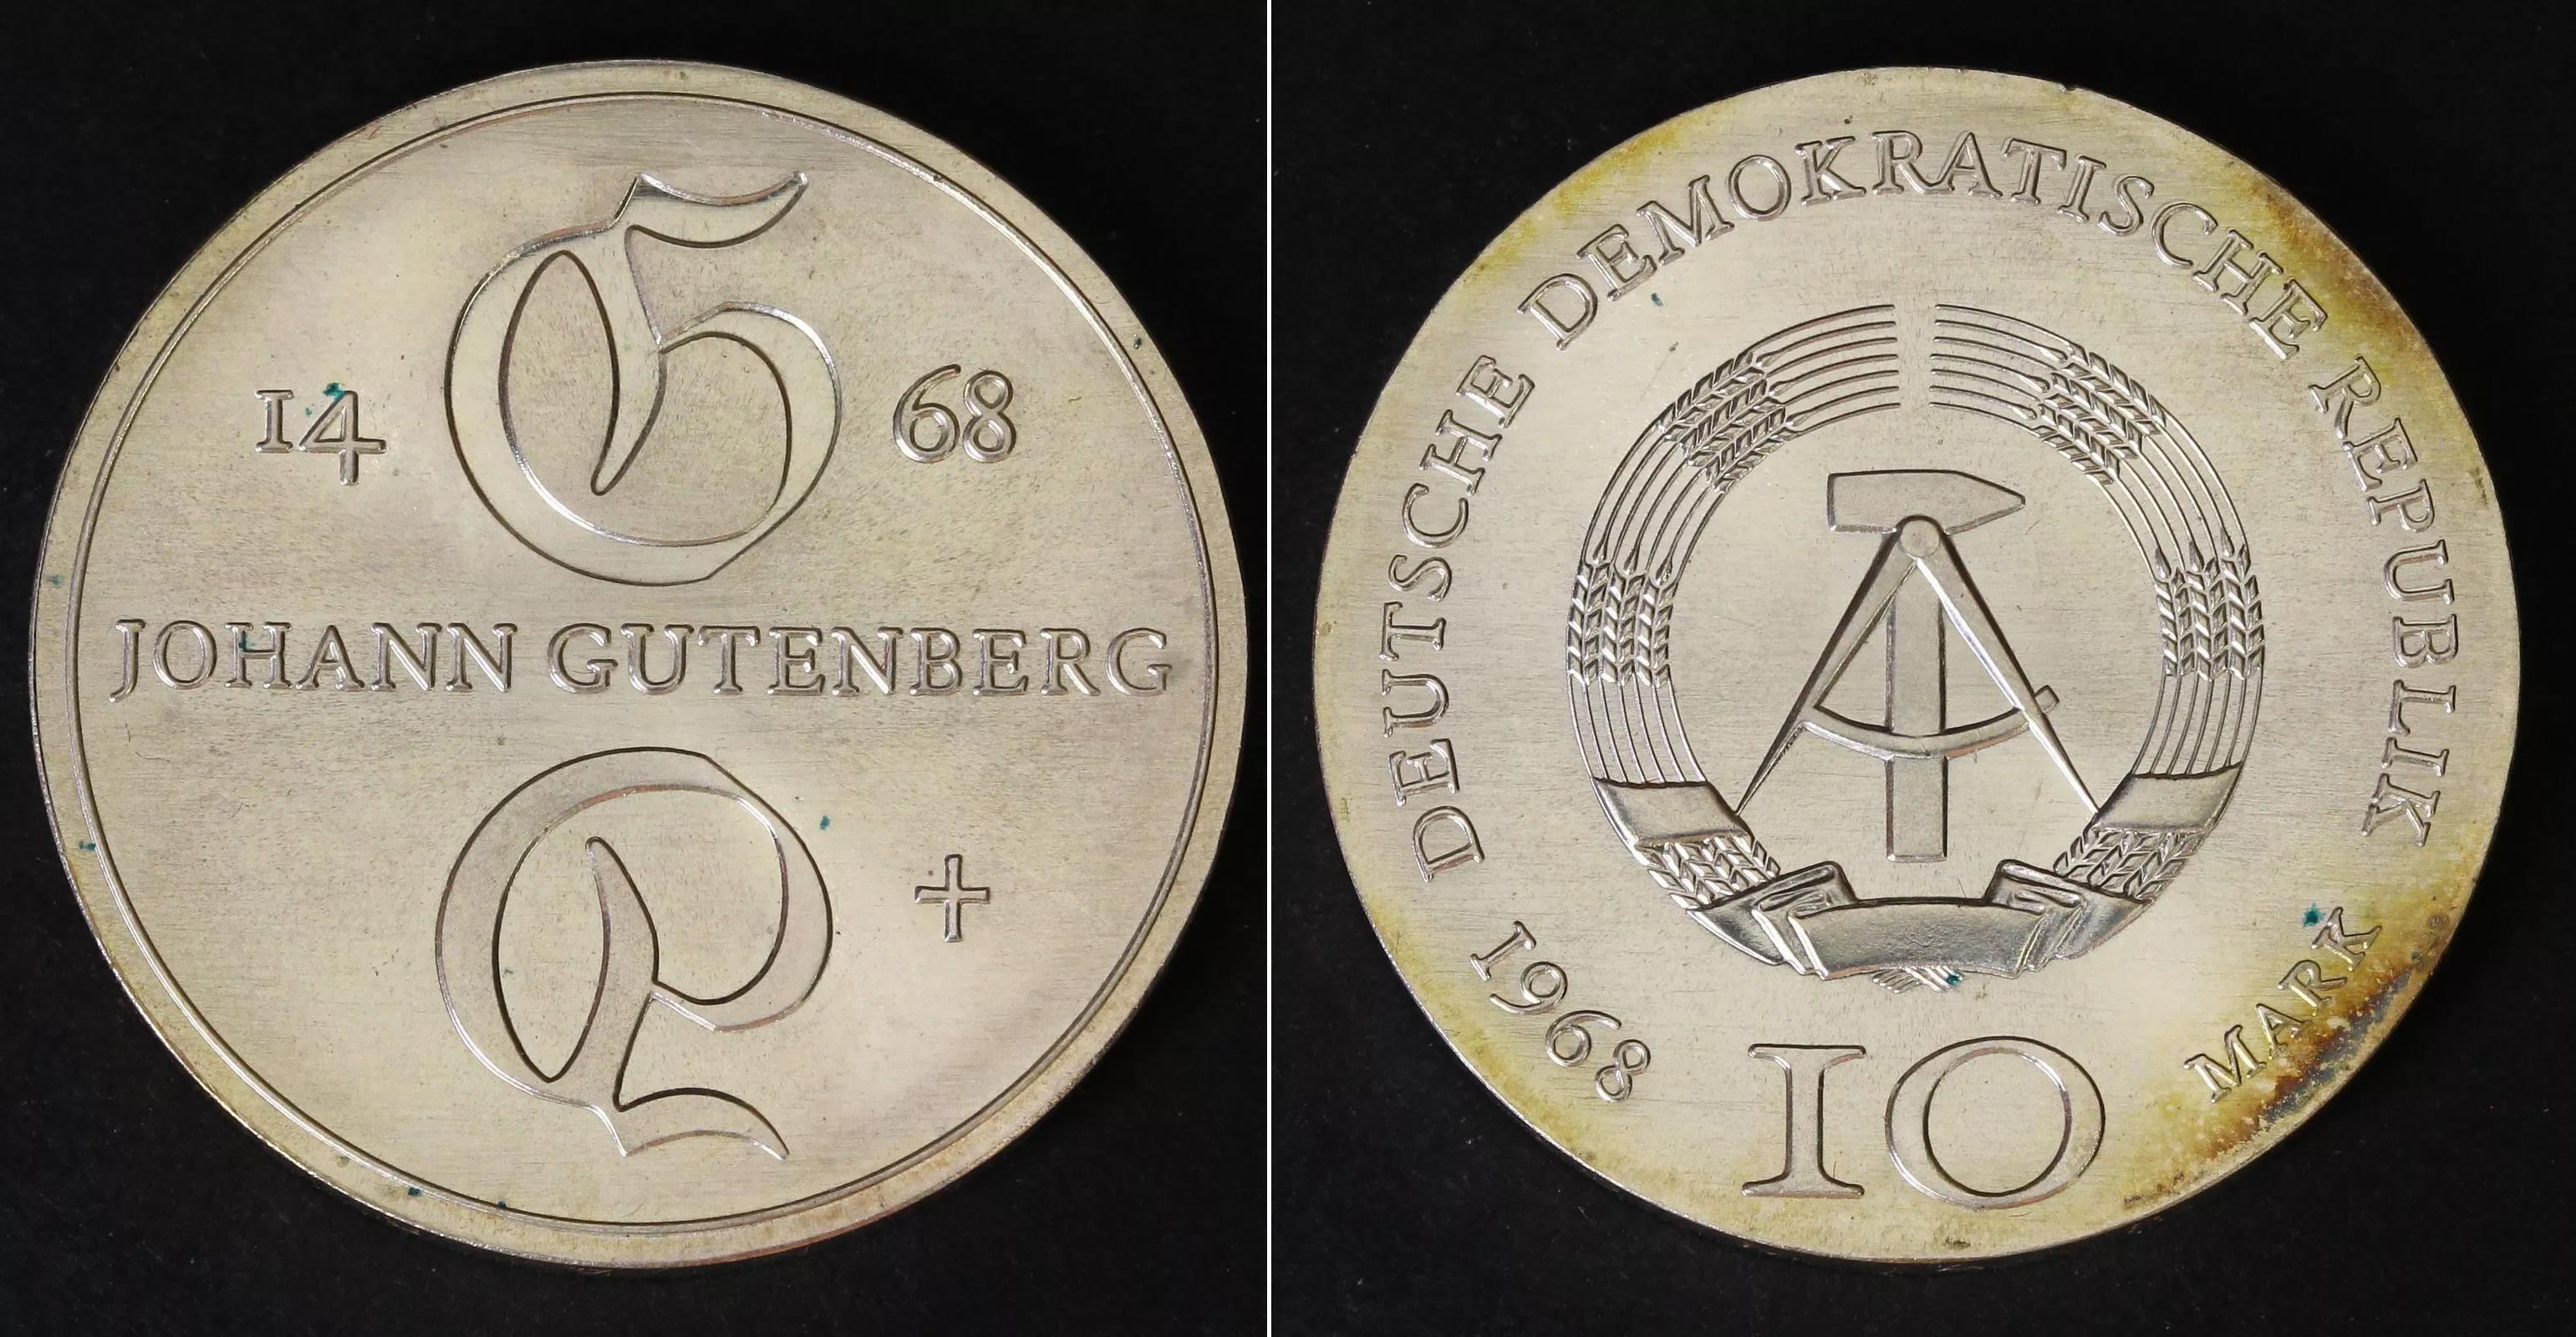 G
14 68
JOHANN GUTENBERG
G
+
DEUTSCHE DEMOKRATISCHE REPUBLIK
1968 10 MARK